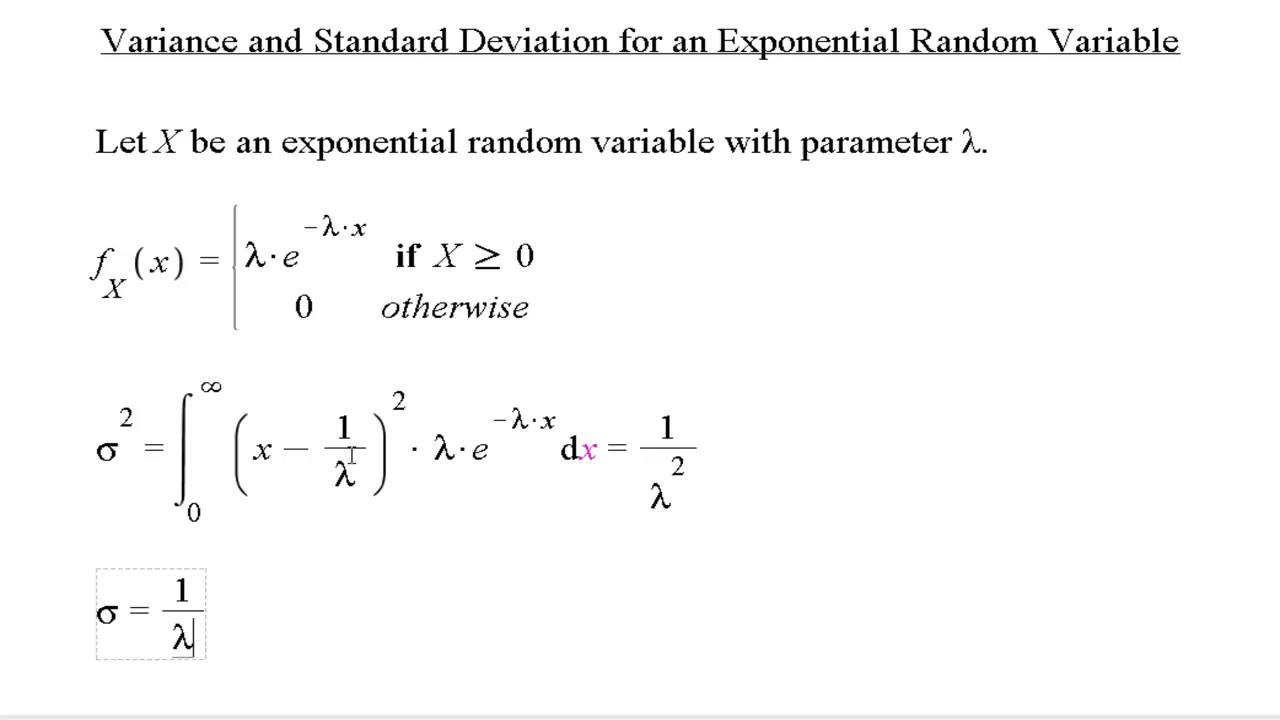 Variance and Standard Deviation for an Exponential Random Variable
Let X be an exponential random variable with parameter λ.
f_X(x) = { λ·e^(−λ·x) if X ≥ 0
0 otherwise
σ^2 = ∫_0^∞ (x − 1/λ)^2 · λ·e^(−λ·x) dx = 1/λ^2
σ = 1/λ